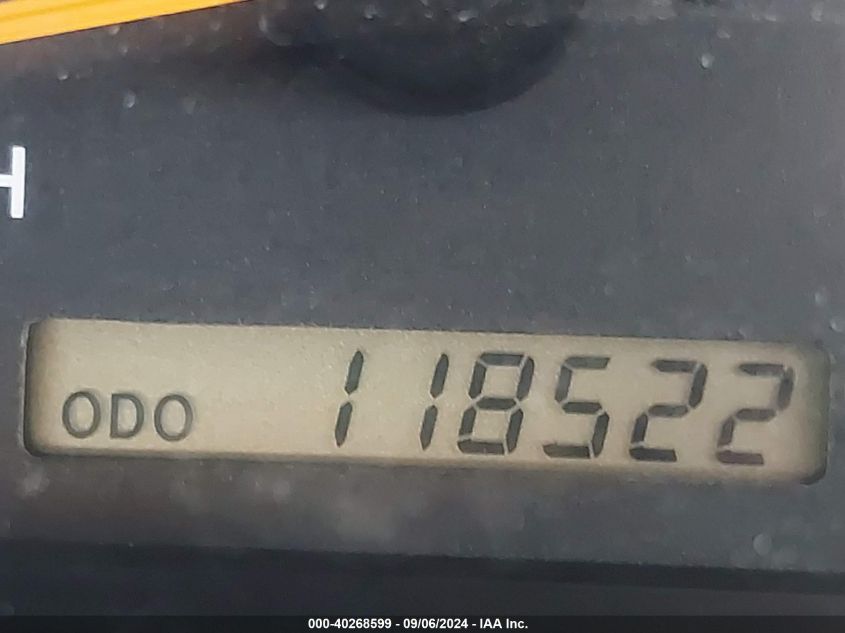 H
ODO 118522
000-40268599 - 09/06/2024 - IAA Inc.